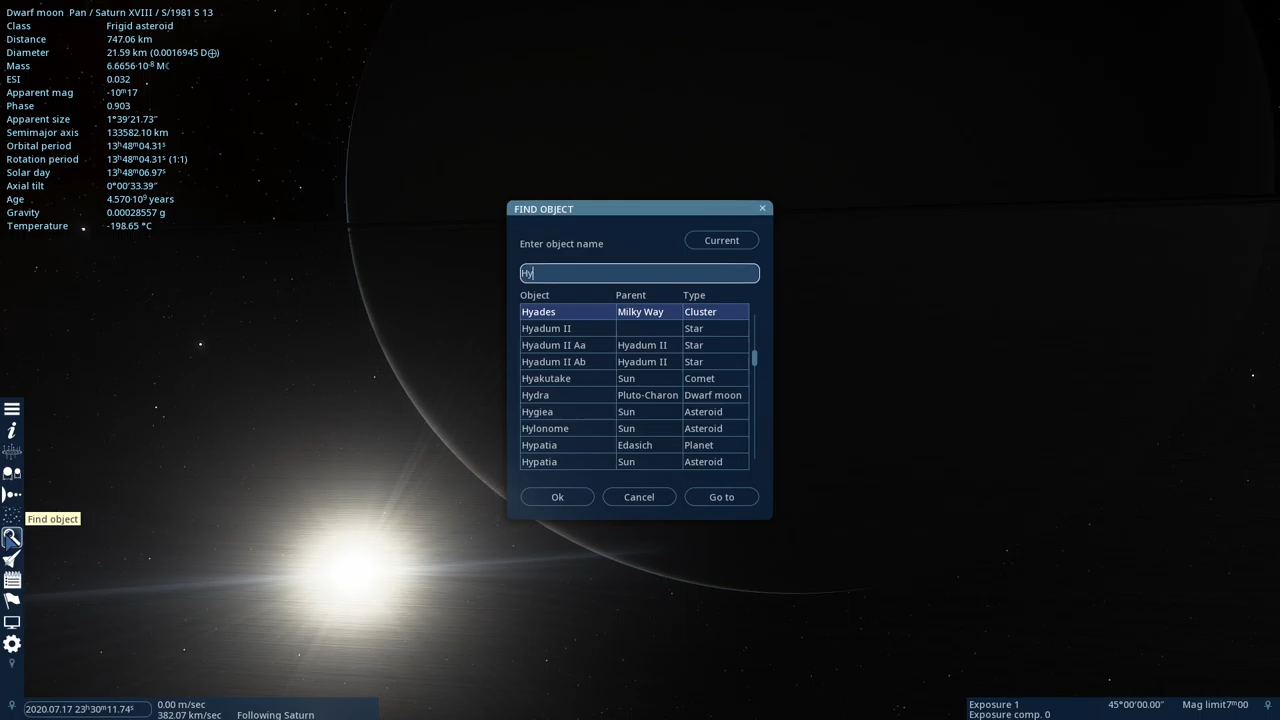 Dwarf moon Pan / Saturn XVIII / S/1981 S 13
Class Frigid asteroid
Distance 747.06 km
Diameter 21.59 km (0.0016945 D⊕)
Mass 6.6656·10⁻⁸ M☾
ESI 0.032
Apparent mag -10ᵐ17
Phase 0.903
Apparent size 1°39′21.73″
Semimajor axis 133582.10 km
Orbital period 13ʰ48ᵐ04.31ˢ
Rotation period 13ʰ48ᵐ04.31ˢ (1:1)
Solar day 13ʰ48ᵐ06.97ˢ
Axial tilt 0°00′33.39″
Age 4.570·10⁹ years
Gravity 0.00028557 g
Temperature -198.65 °C
FIND OBJECT
Enter object name
Current
Hy
Object Parent Type
Hyades Milky Way Cluster
Hyadum II Star
Hyadum II Aa Hyadum II Star
Hyadum II Ab Hyadum II Star
Hyakutake Sun Comet
Hydra Pluto-Charon Dwarf moon
Hygiea Sun Asteroid
Hylonome Sun Asteroid
Hypatia Edasich Planet
Hypatia Sun Asteroid
Ok Cancel Go to
Find object
2020.07.17 23ʰ30ᵐ11.74ˢ
0.00 m/sec
382.07 km/sec Following Saturn
Exposure 1 45°00′00.00″ Mag limit 7ᵐ00
Exposure comp. 0